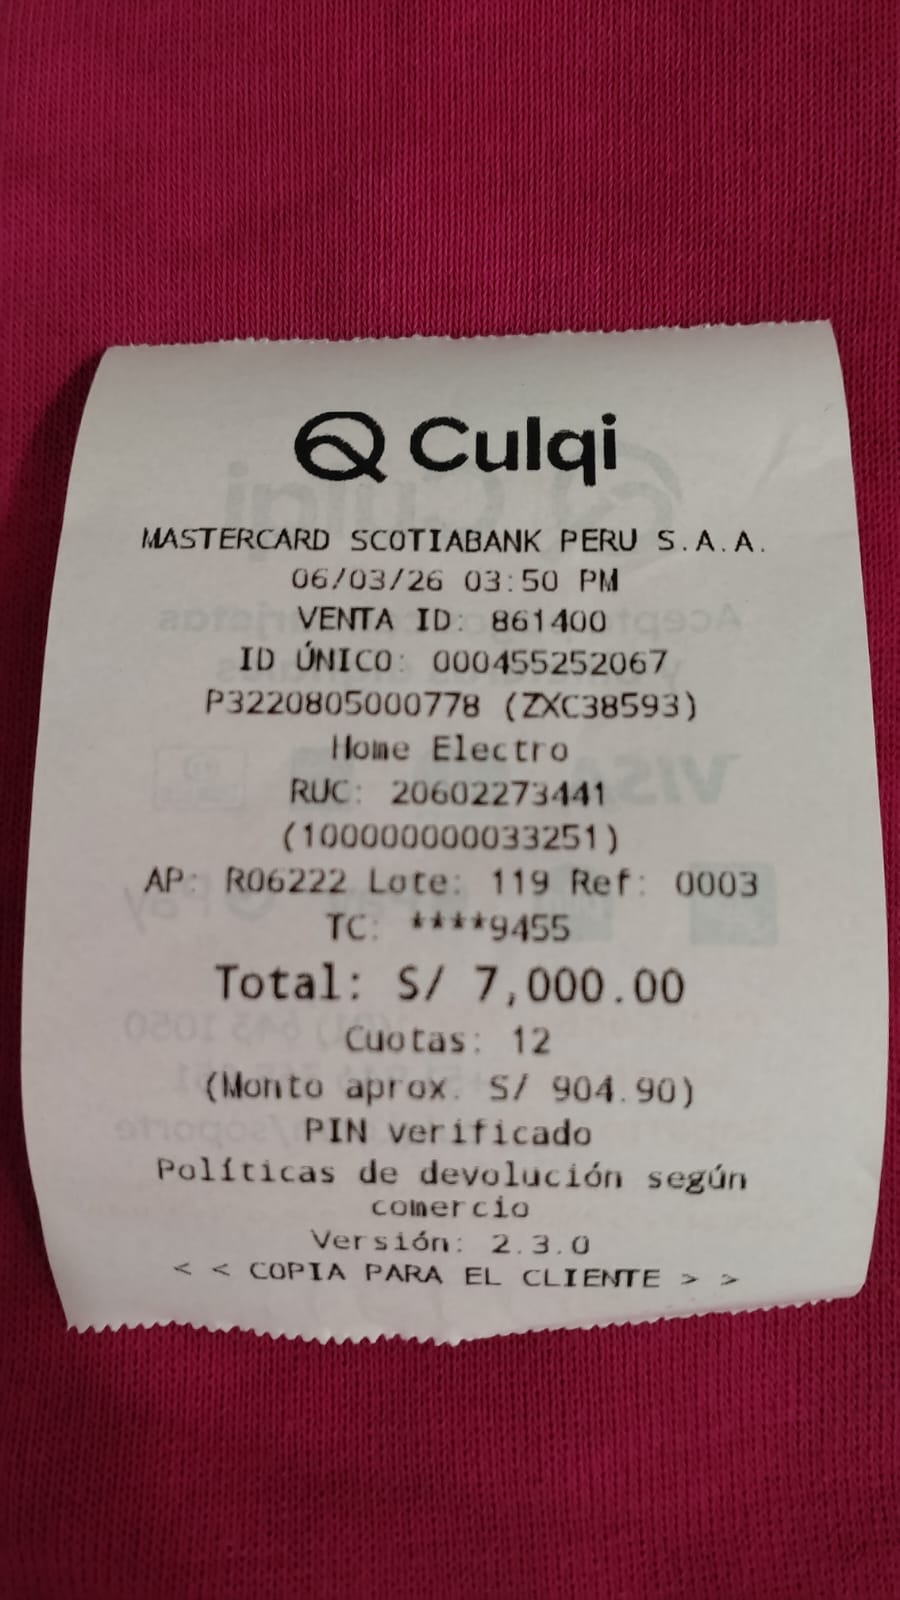 Culqi
MASTERCARD SCOTIABANK PERU S.A.A.
06/03/26 03:50 PM
VENTA ID: 861400
ID ÚNICO: 000455252067
P3220805000778 (ZXC38593)
Home Electro
RUC: 20602273441
(100000000033251)
AP: R06222 Lote: 119 Ref: 0003
TC: ****9455
Total: S/ 7,000.00
Cuotas: 12
(Monto aprox. S/ 904.90)
PIN verificado
Políticas de devolución según
comercio
Versión: 2.3.0
< < COPIA PARA EL CLIENTE > >